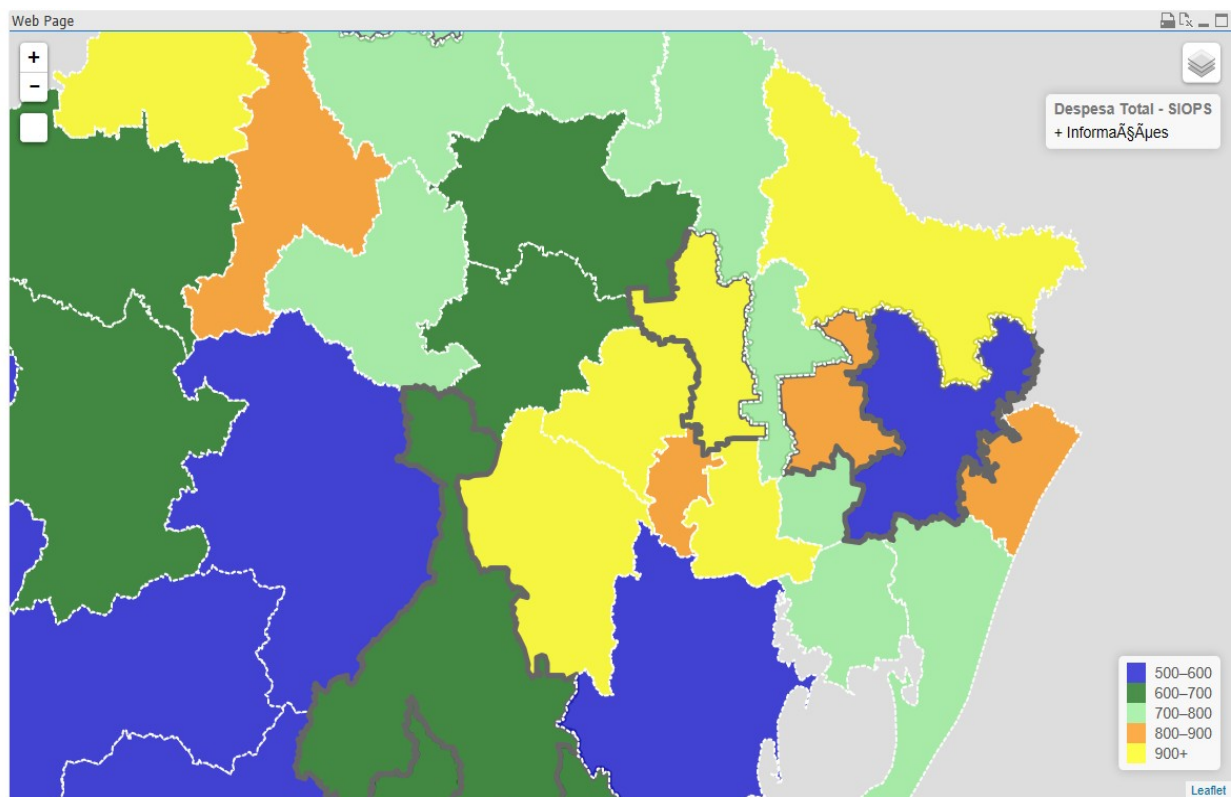 Web Page
+
−
Despesa Total - SIOPS
+ InformaÃ§Ãµes
500–600
600–700
700–800
800–900
900+
Leaflet